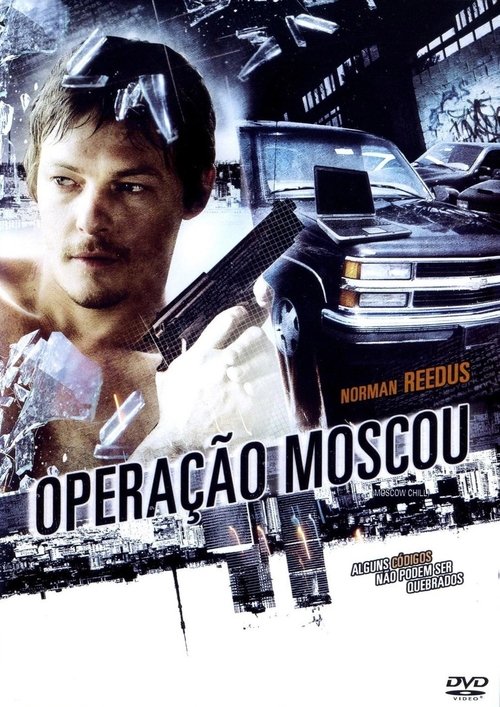 NORMAN REEDUS
OPERAÇÃO MOSCOU
MOSCOW CHILL
ALGUNS CÓDIGOS
NÃO PODEM SER
QUEBRADOS
DVD
VIDEO